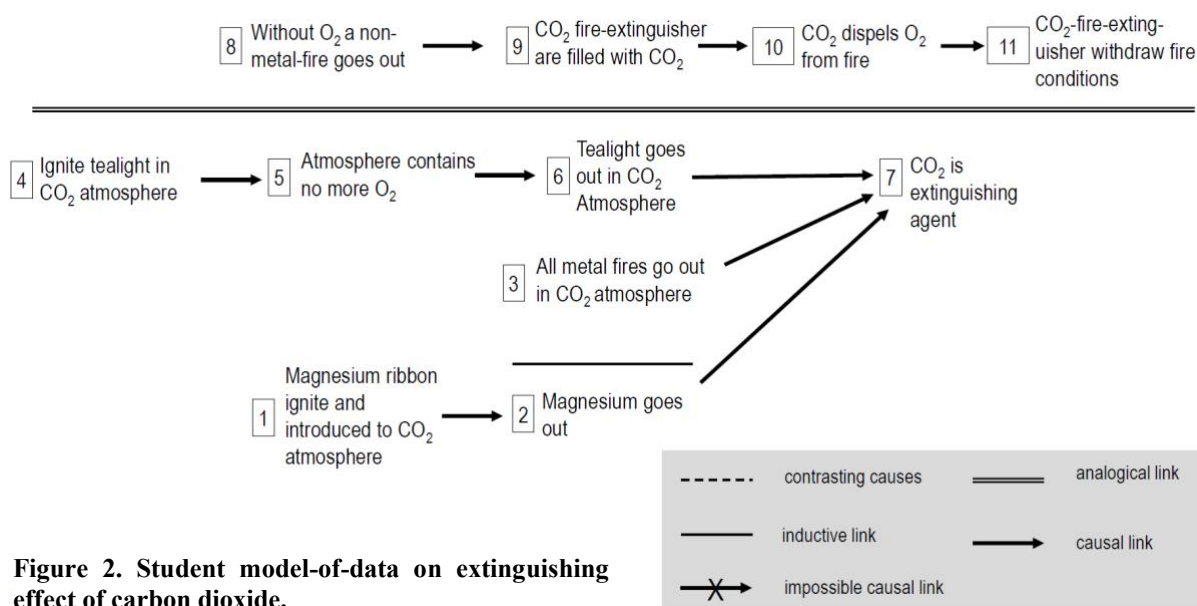 8 Without O₂ a non-
metal-fire goes out
9 CO₂ fire-extinguisher
are filled with CO₂
10 CO₂ dispels O₂
from fire
11 CO₂-fire-exting-
uisher withdraw fire
conditions
4 Ignite tealight in
CO₂ atmosphere
5 Atmosphere contains
no more O₂
6 Tealight goes
out in CO₂
Atmosphere
7 CO₂ is
extinguishing
agent
3 All metal fires go out
in CO₂ atmosphere
1 Magnesium ribbon
ignite and
introduced to CO₂
atmosphere
2 Magnesium goes
out
contrasting causes
analogical link
inductive link
causal link
impossible causal link
Figure 2. Student model-of-data on extinguishing
effect of carbon dioxide.